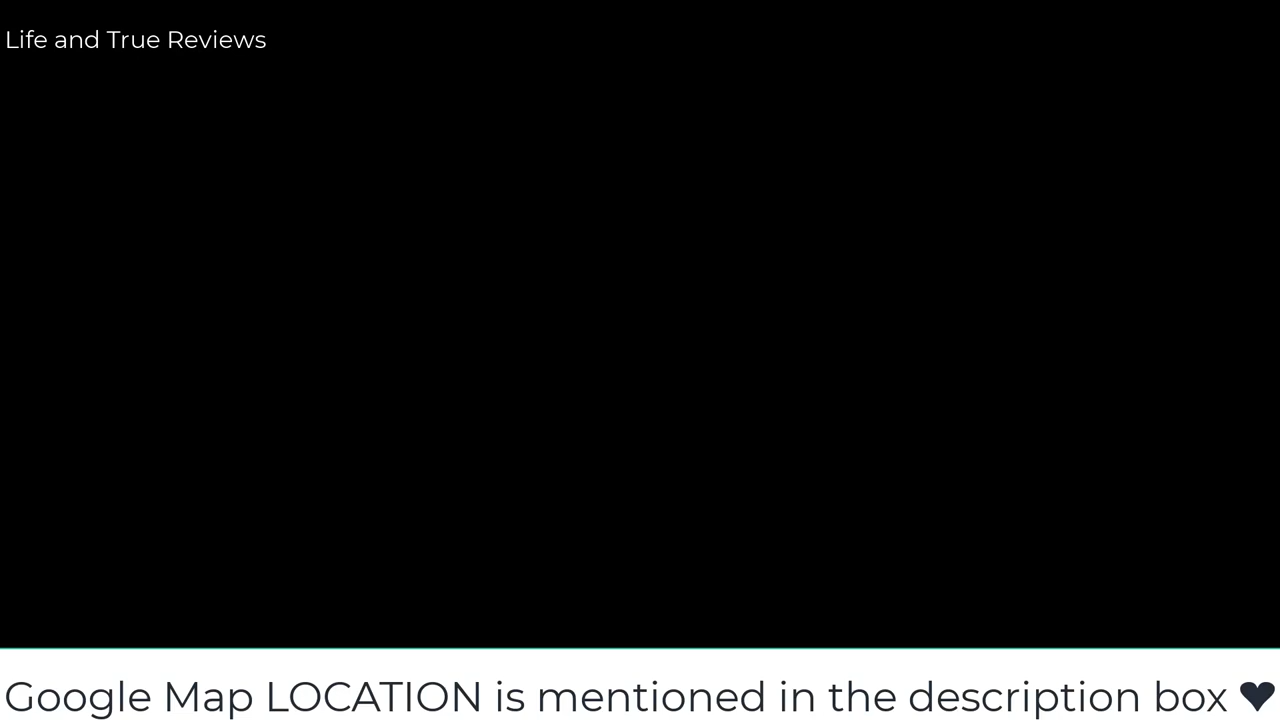 Life and True Reviews
Google Map LOCATION is mentioned in the description box ♥